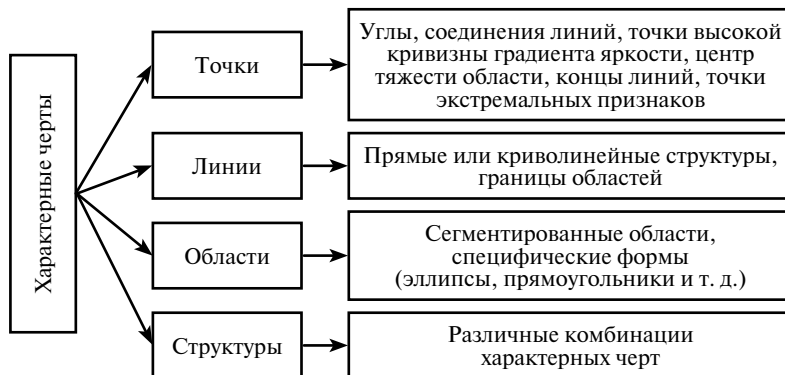 Характерные черты
Точки
Углы, соединения линий, точки высокой
кривизны градиента яркости, центр
тяжести области, концы линий, точки
экстремальных признаков
Линии
Прямые или криволинейные структуры,
границы областей
Области
Сегментированные области,
специфические формы
(эллипсы, прямоугольники и т. д.)
Структуры
Различные комбинации
характерных черт